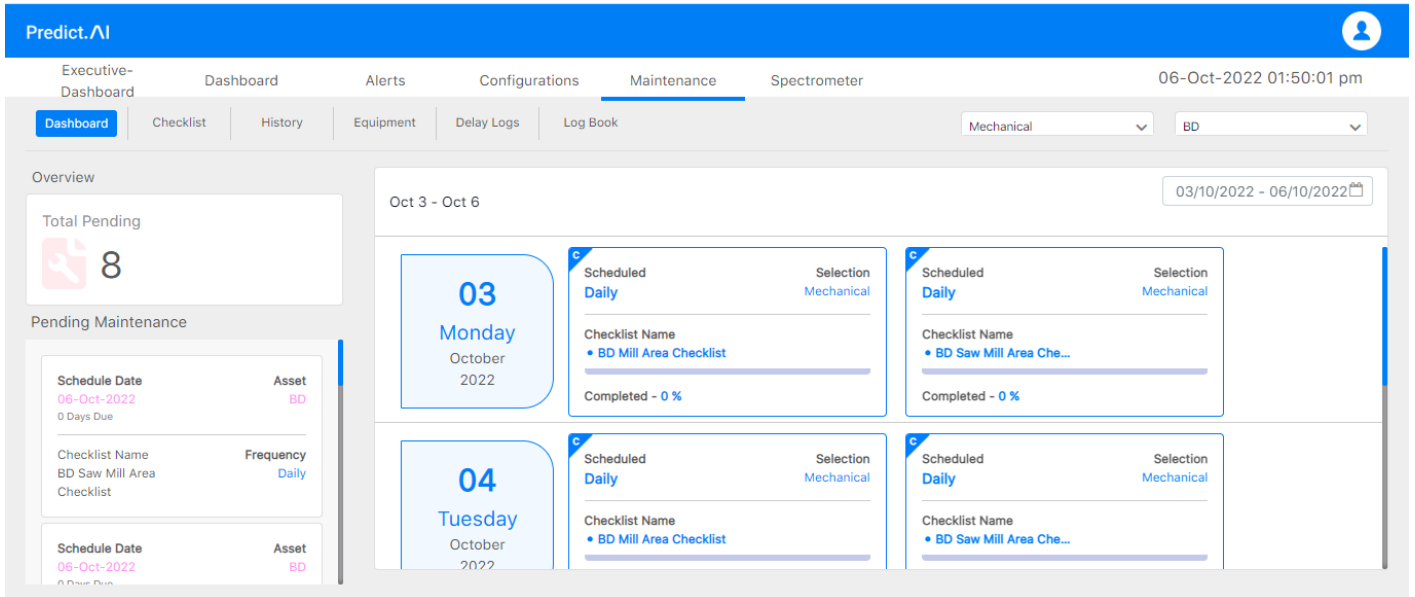 Predict.AI
Executive-
Dashboard
Dashboard
Alerts
Configurations
Maintenance
Spectrometer
06-Oct-2022 01:50:01 pm
Dashboard
Checklist
History
Equipment
Delay Logs
Log Book
Mechanical
BD
Overview
Total Pending
8
Pending Maintenance
Schedule Date Asset
06-Oct-2022 BD
0 Days Due
Checklist Name Frequency
BD Saw Mill Area Daily
Checklist
Schedule Date Asset
06-Oct-2022 BD
0 Days Due
Oct 3 - Oct 6
03/10/2022 - 06/10/2022
03
Monday
October
2022
C
Scheduled Selection
Daily Mechanical
Checklist Name
• BD Mill Area Checklist
Completed - 0 %
C
Scheduled Selection
Daily Mechanical
Checklist Name
• BD Saw Mill Area Che...
Completed - 0 %
04
Tuesday
October
2022
C
Scheduled Selection
Daily Mechanical
Checklist Name
• BD Mill Area Checklist
C
Scheduled Selection
Daily Mechanical
Checklist Name
• BD Saw Mill Area Che...